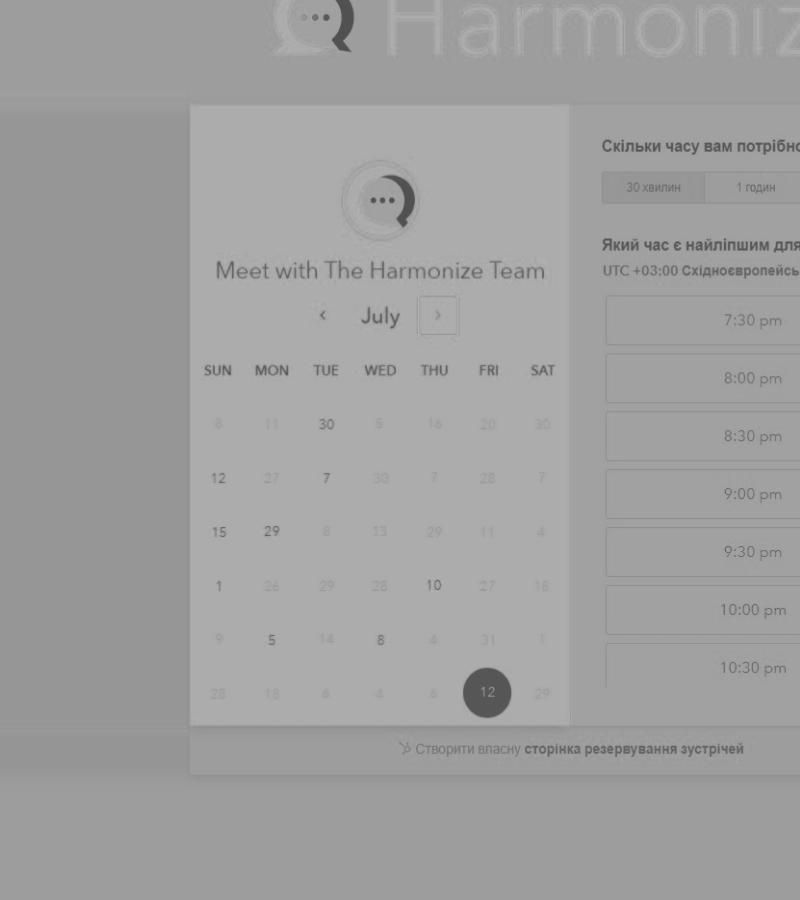 Harmoniz
Meet with The Harmonize Team
‹ July ›
SUN MON TUE WED THU FRI SAT
8 11 30 5 16 20 30
12 27 7 30 7 28 7
15 29 8 13 29 11 4
1 26 29 28 10 27 16
9 5 14 8 4 31 1
28 18 6 4 6 12 29
Скільки часу вам потрібно
30 хвилин 1 годин
Який час є найліпшим для
UTC +03:00 Східноєвропейсь
7:30 pm
8:00 pm
8:30 pm
9:00 pm
9:30 pm
10:00 pm
10:30 pm
Створити власну сторінка резервування зустрічей